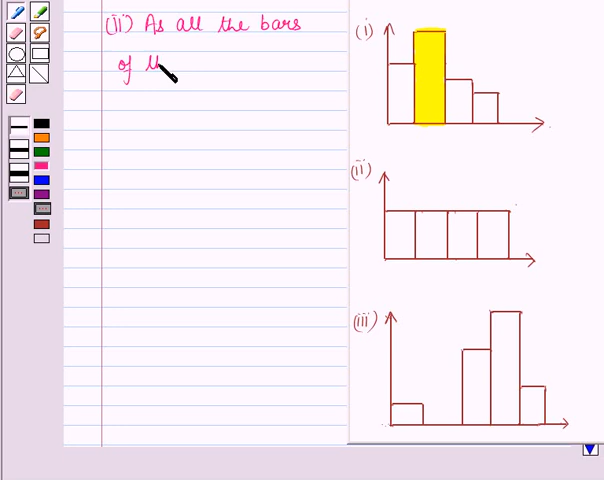 (ii) As all the bars
of
(i)
(ii)
(iii)